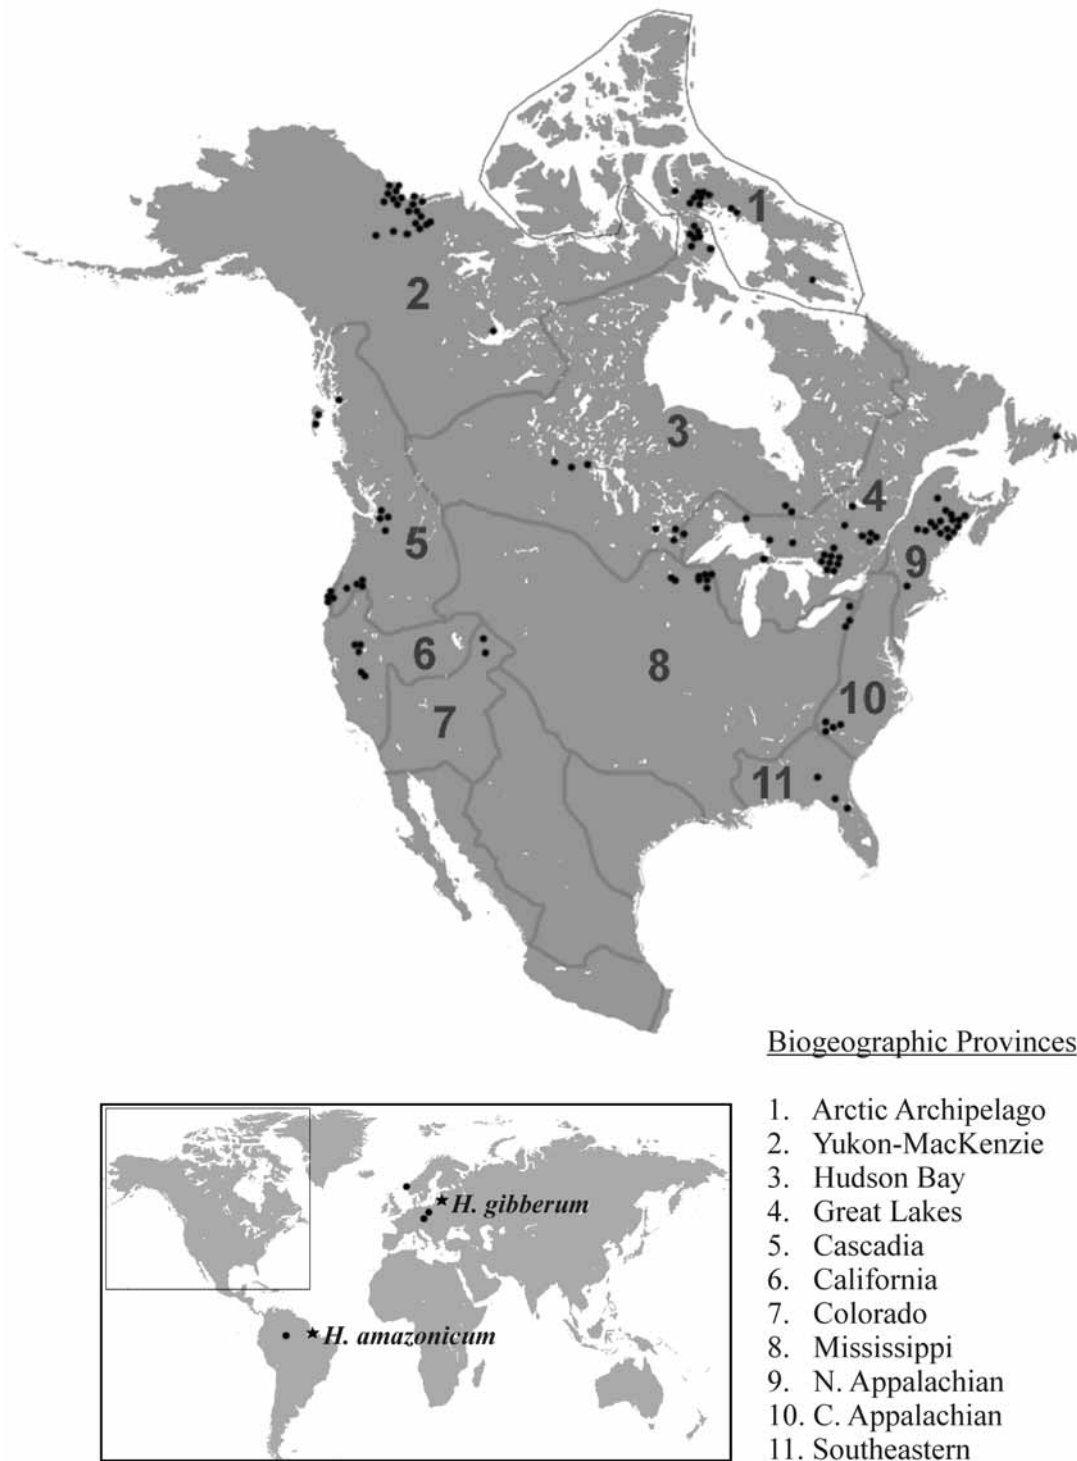 1
2
3
4
5
9
6
8
7
10
11
Biogeographic Provinces
1. Arctic Archipelago
2. Yukon-MacKenzie
3. Hudson Bay
4. Great Lakes
5. Cascadia
6. California
7. Colorado
8. Mississippi
9. N. Appalachian
10. C. Appalachian
11. Southeastern
H. gibberum
H. amazonicum